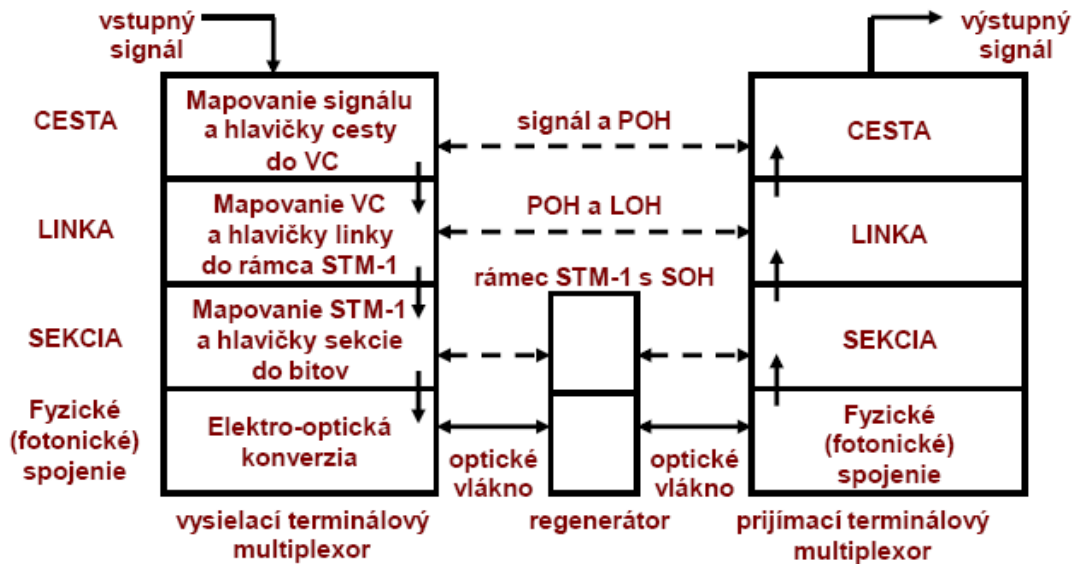 vstupný
signál
výstupný
signál
CESTA
Mapovanie signálu
a hlavičky cesty
do VC
signál a POH
CESTA
LINKA
Mapovanie VC
a hlavičky linky
do rámca STM-1
POH a LOH
LINKA
rámec STM-1 s SOH
SEKCIA
Mapovanie STM-1
a hlavičky sekcie
do bitov
SEKCIA
Fyzické
(fotonické)
spojenie
Elektro-optická
konverzia
optické
vlákno
optické
vlákno
Fyzické
(fotonické)
spojenie
vysielací terminálový
multiplexor
regenerátor
prijímací terminálový
multiplexor